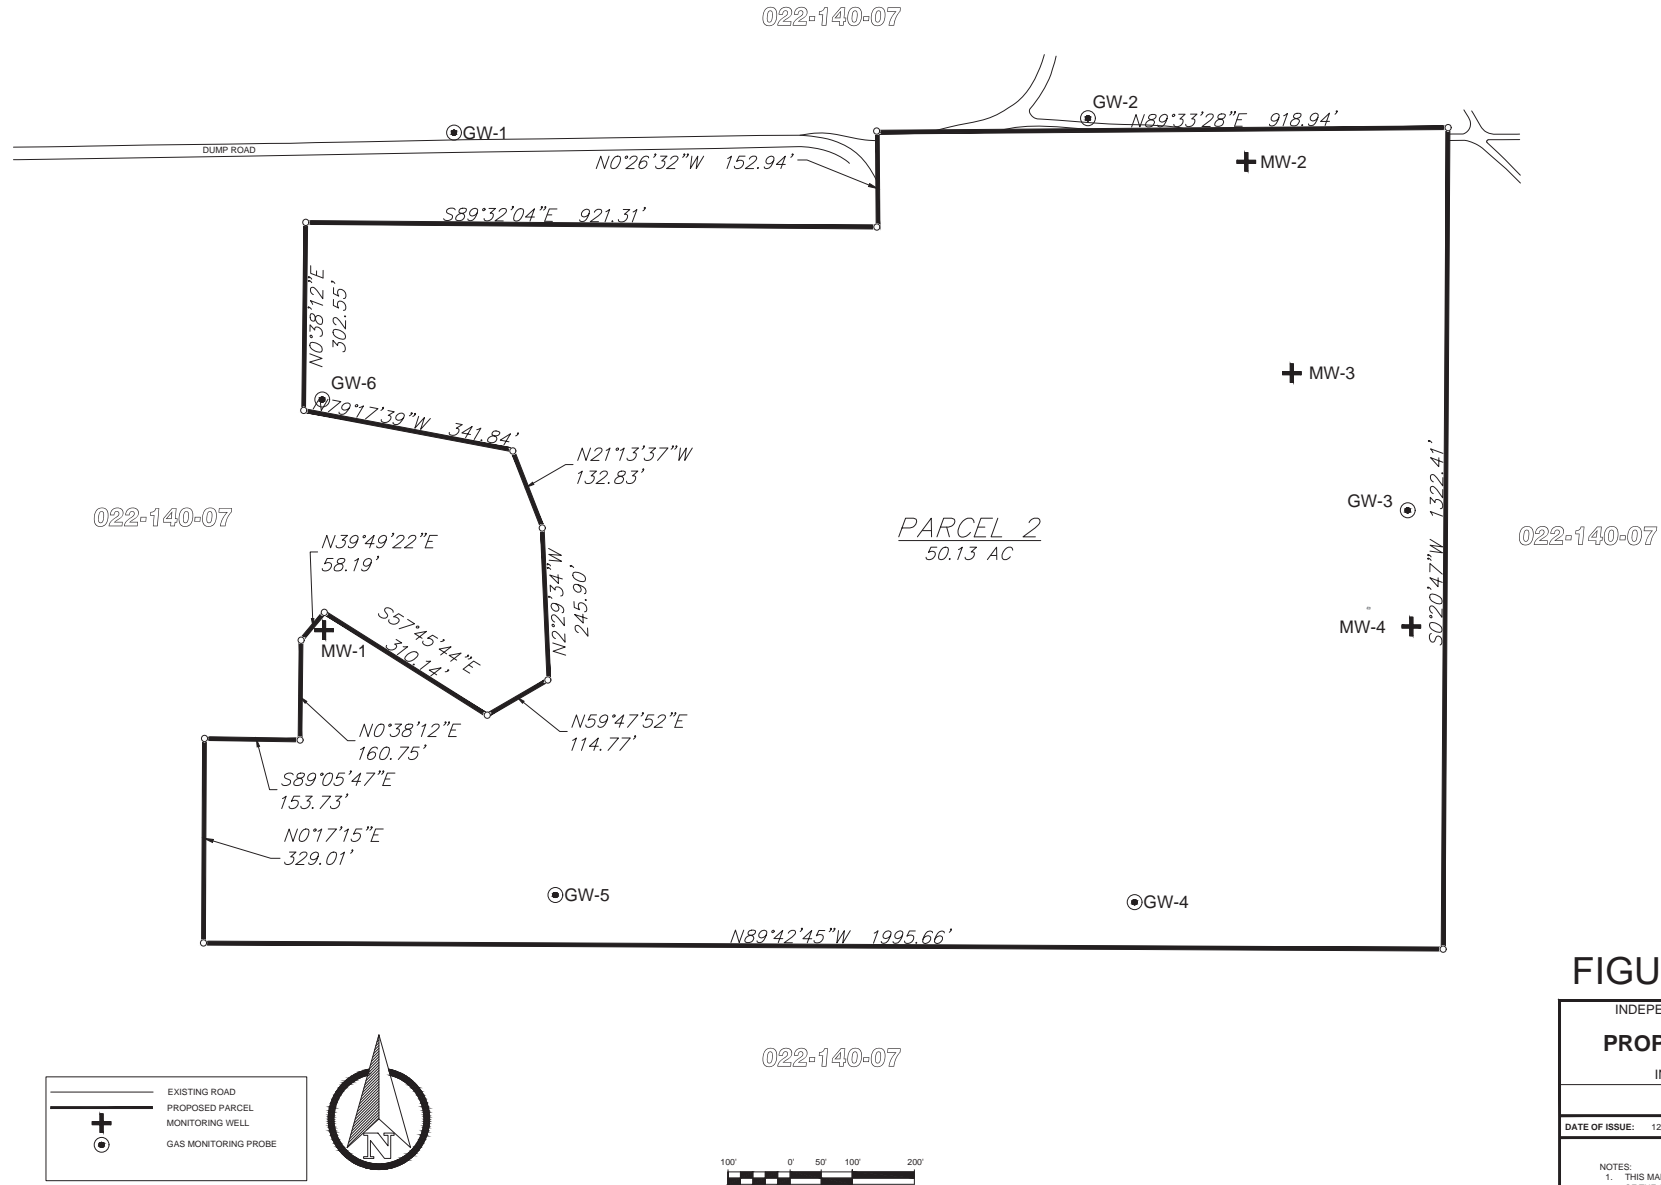 022-140-07
GW-2
N89°33'28"E 918.94'
GW-1
DUMP ROAD
N0°26'32"W 152.94'
MW-2
S89°32'04"E 921.31'
N0°38'12"E
302.55'
GW-6
MW-3
N79°17'39"W 341.84'
N21°13'37"W
132.83'
S0°20'47"W 1322.41'
GW-3
022-140-07
PARCEL 2
50.13 AC
022-140-07
N39°49'22"E
58.19'
N2°29'34"W
245.90'
S57°45'44"E
310.14'
MW-4
MW-1
N59°47'52"E
114.77'
N0°38'12"E
160.75'
S89°05'47"E
153.73'
N0°17'15"E
329.01'
GW-5
GW-4
N89°42'45"W 1995.66'
FIGU
INDEPE
PROP
022-140-07
EXISTING ROAD
PROPOSED PARCEL
MONITORING WELL
GAS MONITORING PROBE
N
DATE OF ISSUE: 12
100' 0' 50' 100' 200'
NOTES:
1. THIS MA